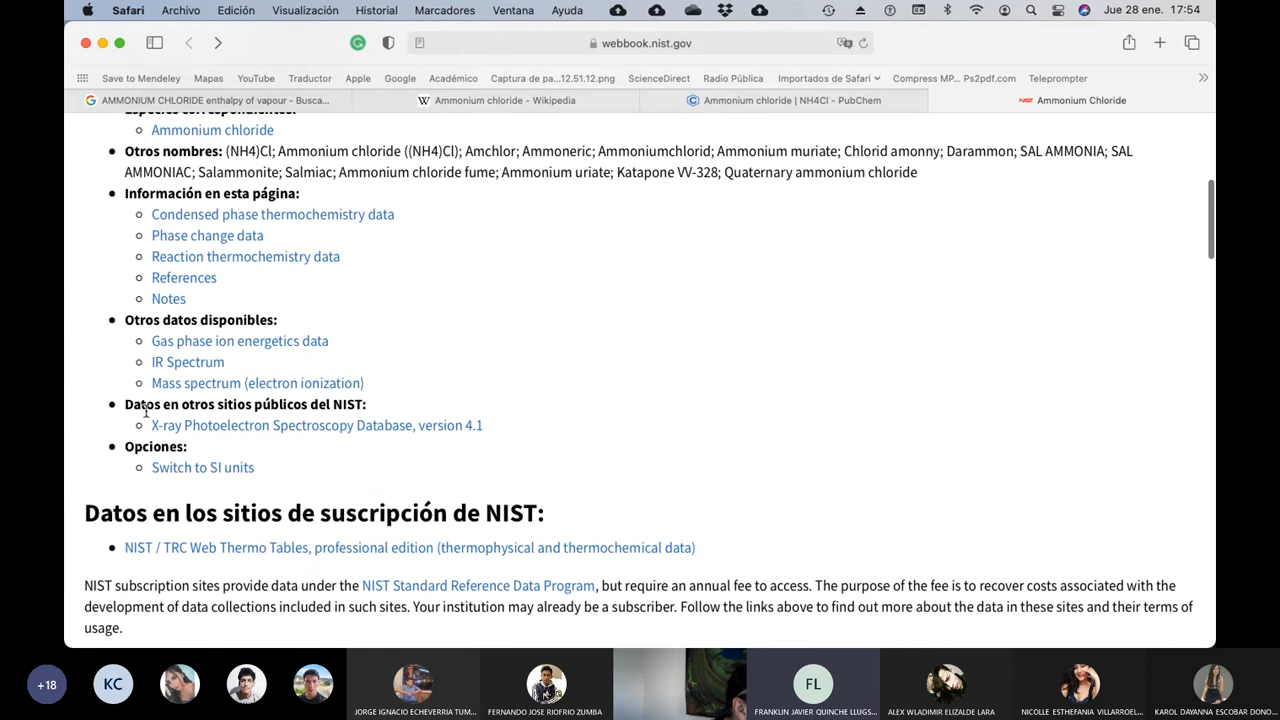 Safari Archivo Edición Visualización Historial Marcadores Ventana Ayuda Jue 28 ene. 17:54
webbook.nist.gov
Save to Mendeley Mapas YouTube Traductor Apple Google Académico Captura de pa...12.51.12.png ScienceDirect Radio Pública Importados de Safari Compress MP... Ps2pdf.com Teleprompter
AMMONIUM CHLORIDE enthalpy of vapour - Busca... Ammonium chloride - Wikipedia Ammonium chloride | NH4Cl - PubChem NIST Ammonium Chloride
Especies correspondientes:
Ammonium chloride
Otros nombres: (NH4)Cl; Ammonium chloride ((NH4)Cl); Amchlor; Ammoneric; Ammoniumchlorid; Ammonium muriate; Chlorid amonny; Darammon; SAL AMMONIA; SAL
AMMONIAC; Salammonite; Salmiac; Ammonium chloride fume; Ammonium uriate; Katapone VV-328; Quaternary ammonium chloride
Información en esta página:
Condensed phase thermochemistry data
Phase change data
Reaction thermochemistry data
References
Notes
Otros datos disponibles:
Gas phase ion energetics data
IR Spectrum
Mass spectrum (electron ionization)
Datos en otros sitios públicos del NIST:
X-ray Photoelectron Spectroscopy Database, version 4.1
Opciones:
Switch to SI units
Datos en los sitios de suscripción de NIST:
NIST / TRC Web Thermo Tables, professional edition (thermophysical and thermochemical data)
NIST subscription sites provide data under the NIST Standard Reference Data Program, but require an annual fee to access. The purpose of the fee is to recover costs associated with the
development of data collections included in such sites. Your institution may already be a subscriber. Follow the links above to find out more about the data in these sites and their terms of
usage.
+18 KC FL
JORGE IGNACIO ECHEVERRIA TUM... FERNANDO JOSE RIOFRIO ZUMBA FRANKLIN JAVIER QUINCHE LLUGS... ALEX WLADIMIR ELIZALDE LARA NICOLLE ESTHEFANIA VILLARROEL... KAROL DAYANNA ESCOBAR DONO...